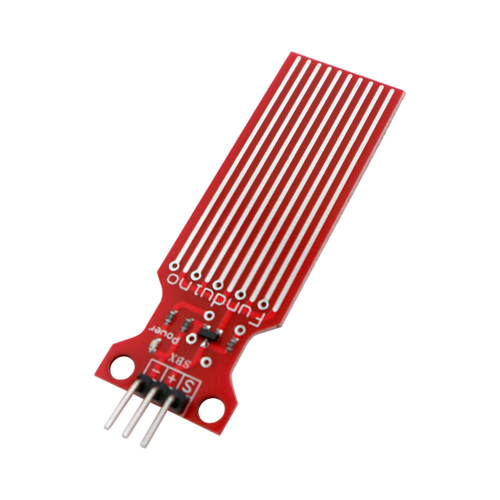 Funduino
Power
SBX
- + S